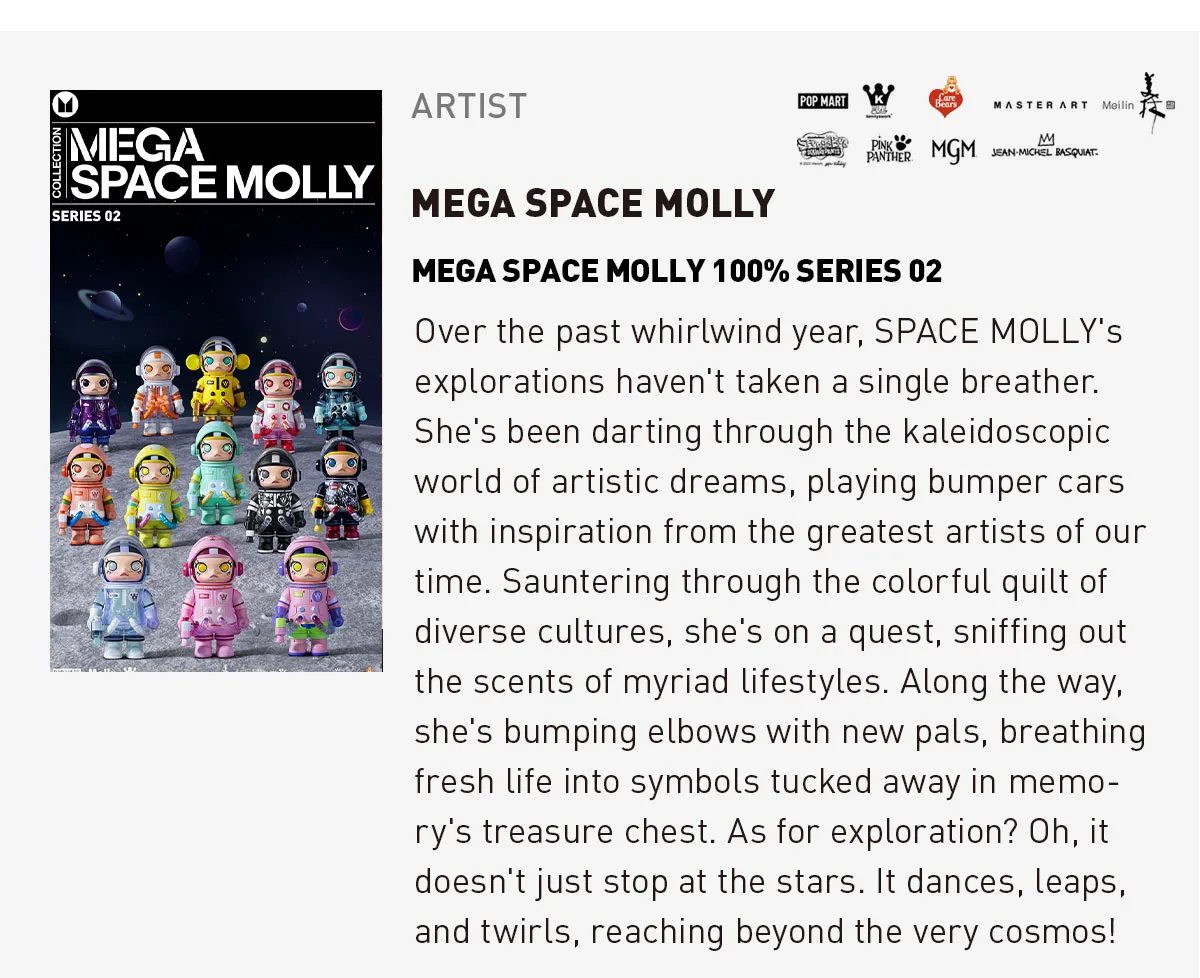 COLLECTION
MEGA
SPACE MOLLY
SERIES 02
ARTIST
POP MART
Care Bears
MASTER ART
Meilin
PINK PANTHER
MGM
JEAN-MICHEL BASQUIAT.
MEGA SPACE MOLLY
MEGA SPACE MOLLY 100% SERIES 02
Over the past whirlwind year, SPACE MOLLY's
explorations haven't taken a single breather.
She's been darting through the kaleidoscopic
world of artistic dreams, playing bumper cars
with inspiration from the greatest artists of our
time. Sauntering through the colorful quilt of
diverse cultures, she's on a quest, sniffing out
the scents of myriad lifestyles. Along the way,
she's bumping elbows with new pals, breathing
fresh life into symbols tucked away in memo-
ry's treasure chest. As for exploration? Oh, it
doesn't just stop at the stars. It dances, leaps,
and twirls, reaching beyond the very cosmos!